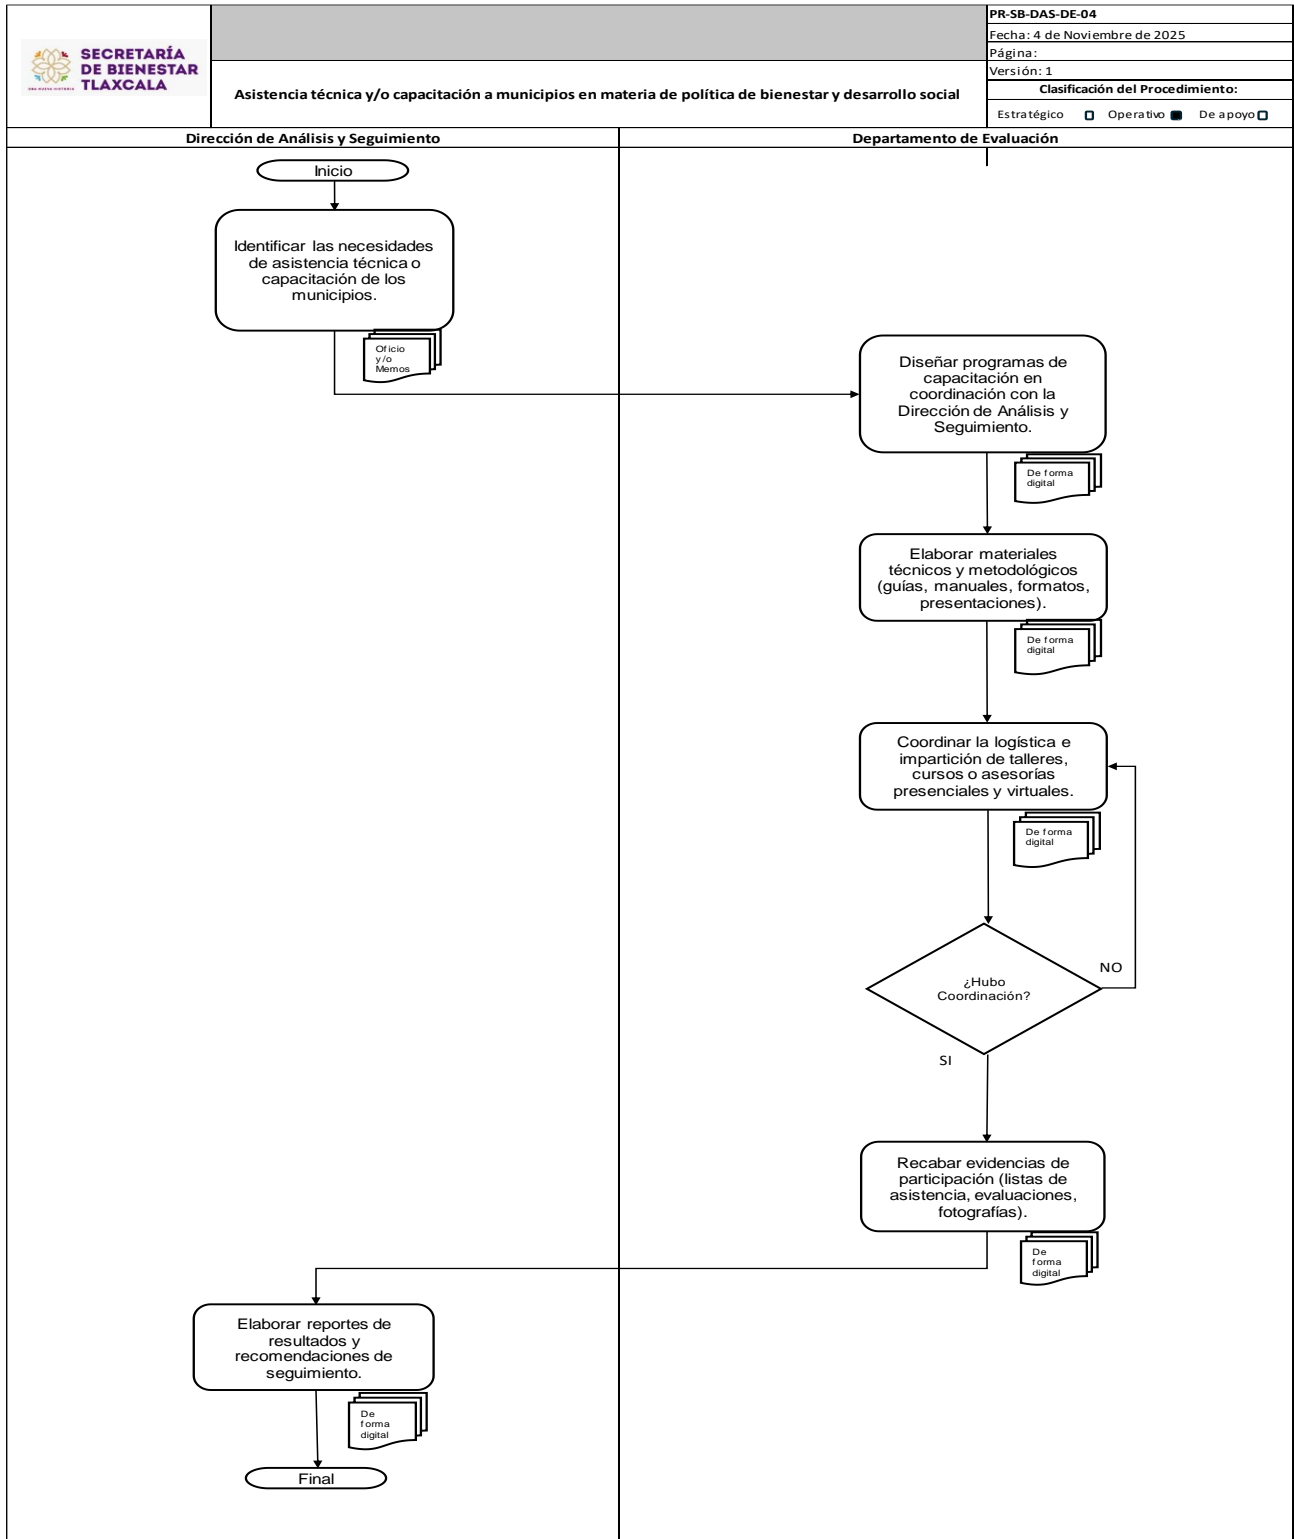 SECRETARÍA
DE BIENESTAR
TLAXCALA
UNA NUEVA HISTORIA
PR-SB-DAS-DE-04
Fecha: 4 de Noviembre de 2025
Página:
Versión: 1
Asistencia técnica y/o capacitación a municipios en materia de política de bienestar y desarrollo social
Clasificación del Procedimiento:
Estratégico Operativo De apoyo
Dirección de Análisis y Seguimiento
Departamento de Evaluación
Inicio
Identificar las necesidades
de asistencia técnica o
capacitación de los
municipios.
Oficio
y/o
Memos
Diseñar programas de
capacitación en
coordinación con la
Dirección de Análisis y
Seguimiento.
De forma
digital
Elaborar materiales
técnicos y metodológicos
(guías, manuales, formatos,
presentaciones).
De forma
digital
Coordinar la logística e
impartición de talleres,
cursos o asesorías
presenciales y virtuales.
De forma
digital
¿Hubo
Coordinación?
NO
SI
Recabar evidencias de
participación (listas de
asistencia, evaluaciones,
fotografías).
De
forma
digital
Elaborar reportes de
resultados y
recomendaciones de
seguimiento.
De
forma
digital
Final